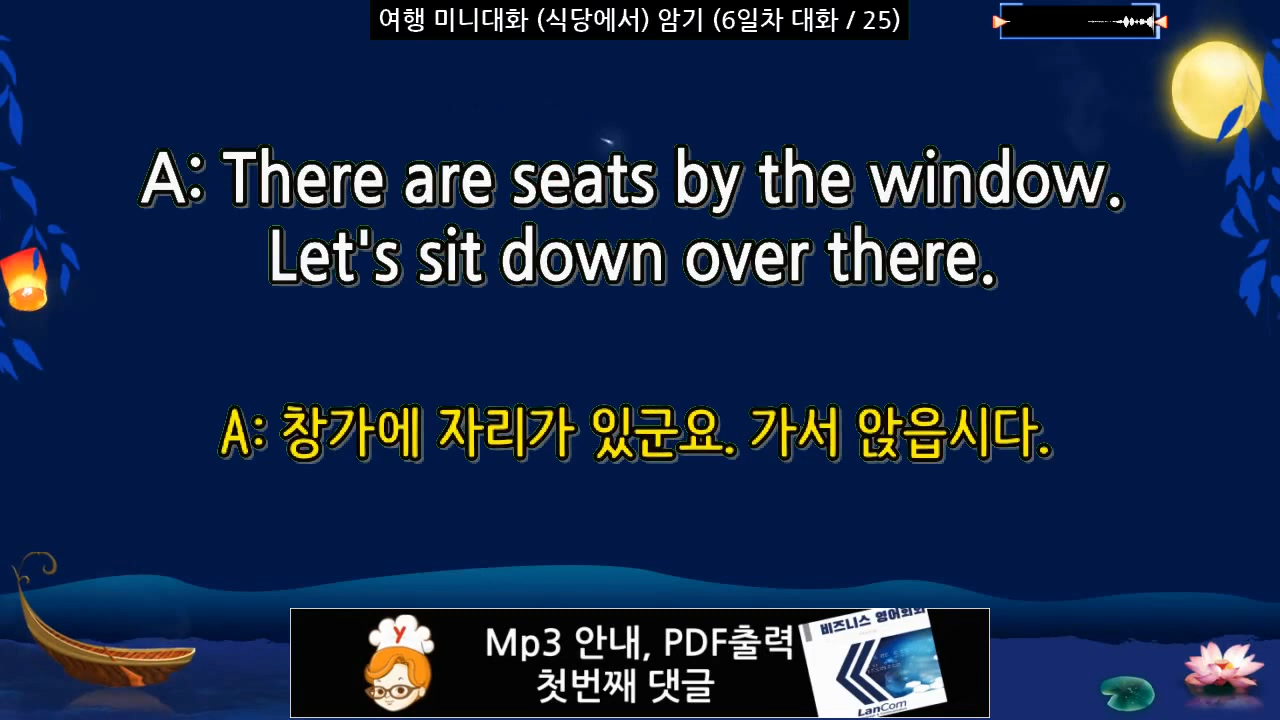 여행 미니대화 (식당에서) 암기 (6일차 대화 / 25)
A: There are seats by the window.
Let's sit down over there.
A: 창가에 자리가 있군요. 가서 앉읍시다.
Y
Mp3 안내, PDF출력
첫번째 댓글
비즈니스 영어회화
LanCom